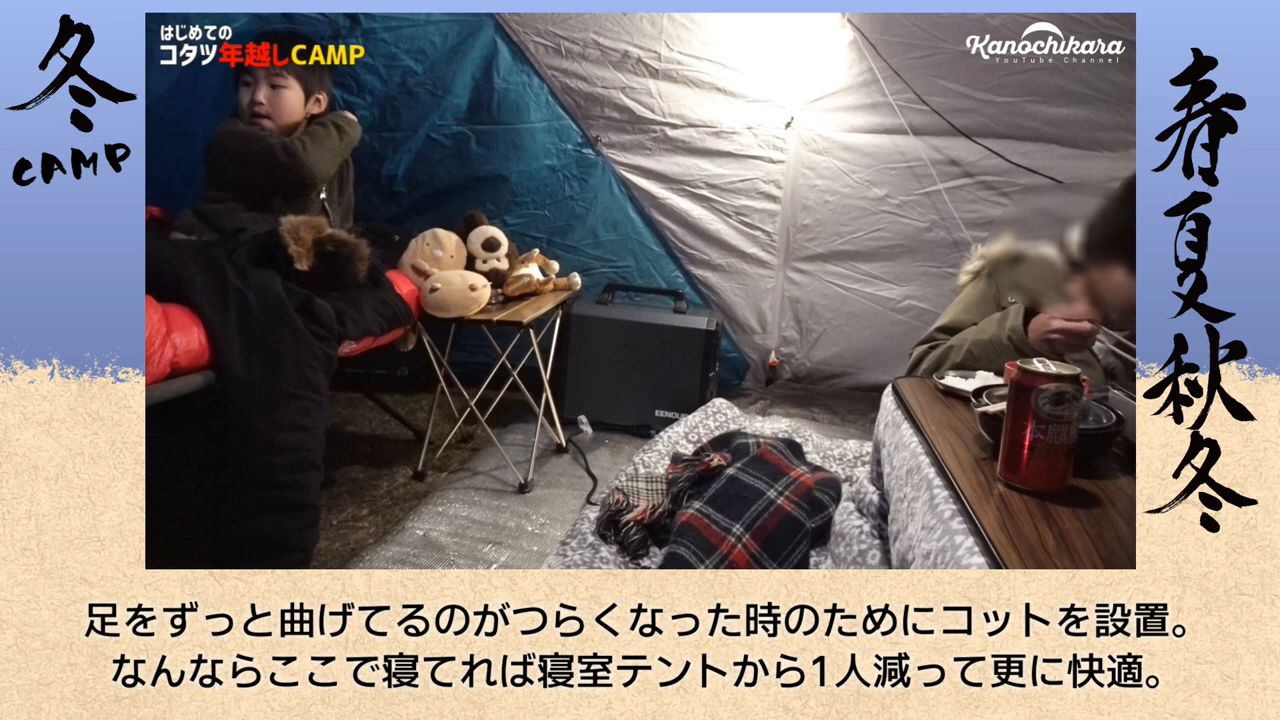 冬
CAMP
はじめての
コタツ年越しCAMP
Kanochikara
YouTube Channel
春夏秋冬
EENOUR
本麒麟
足をずっと曲げてるのがつらくなった時のためにコットを設置。
なんならここで寝てれば寝室テントから1人減って更に快適。